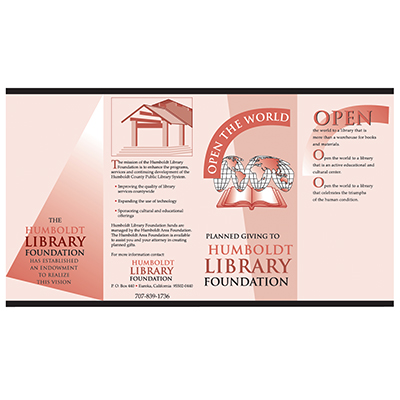 THE
HUMBOLDT
LIBRARY
FOUNDATION
HAS ESTABLISHED
AN ENDOWMENT
TO REALIZE
THIS VISION
The mission of the Humboldt Library
Foundation is to enhance the programs,
services and continuing development of the
Humboldt County Public Library System.
• Improving the quality of library
services countywide
• Expanding the use of technology
• Sponsoring cultural and educational
offerings
Humboldt Library Foundation funds are
managed by the Humboldt Area Foundation.
The Humboldt Area Foundation is available
to assist you and your attorney in creating
planned gifts.
For more information contact:
HUMBOLDT
LIBRARY
FOUNDATION
P. O. Box 440 • Eureka, California 95502-0440
707-839-1736
OPEN THE WORLD
PLANNED GIVING TO
HUMBOLDT
LIBRARY
FOUNDATION
OPEN
the world to a library that is
more than a warehouse for books
and materials.
Open the world to a library
that is an active educational and
cultural center.
Open the world to a library
that celebrates the triumphs
of the human condition.